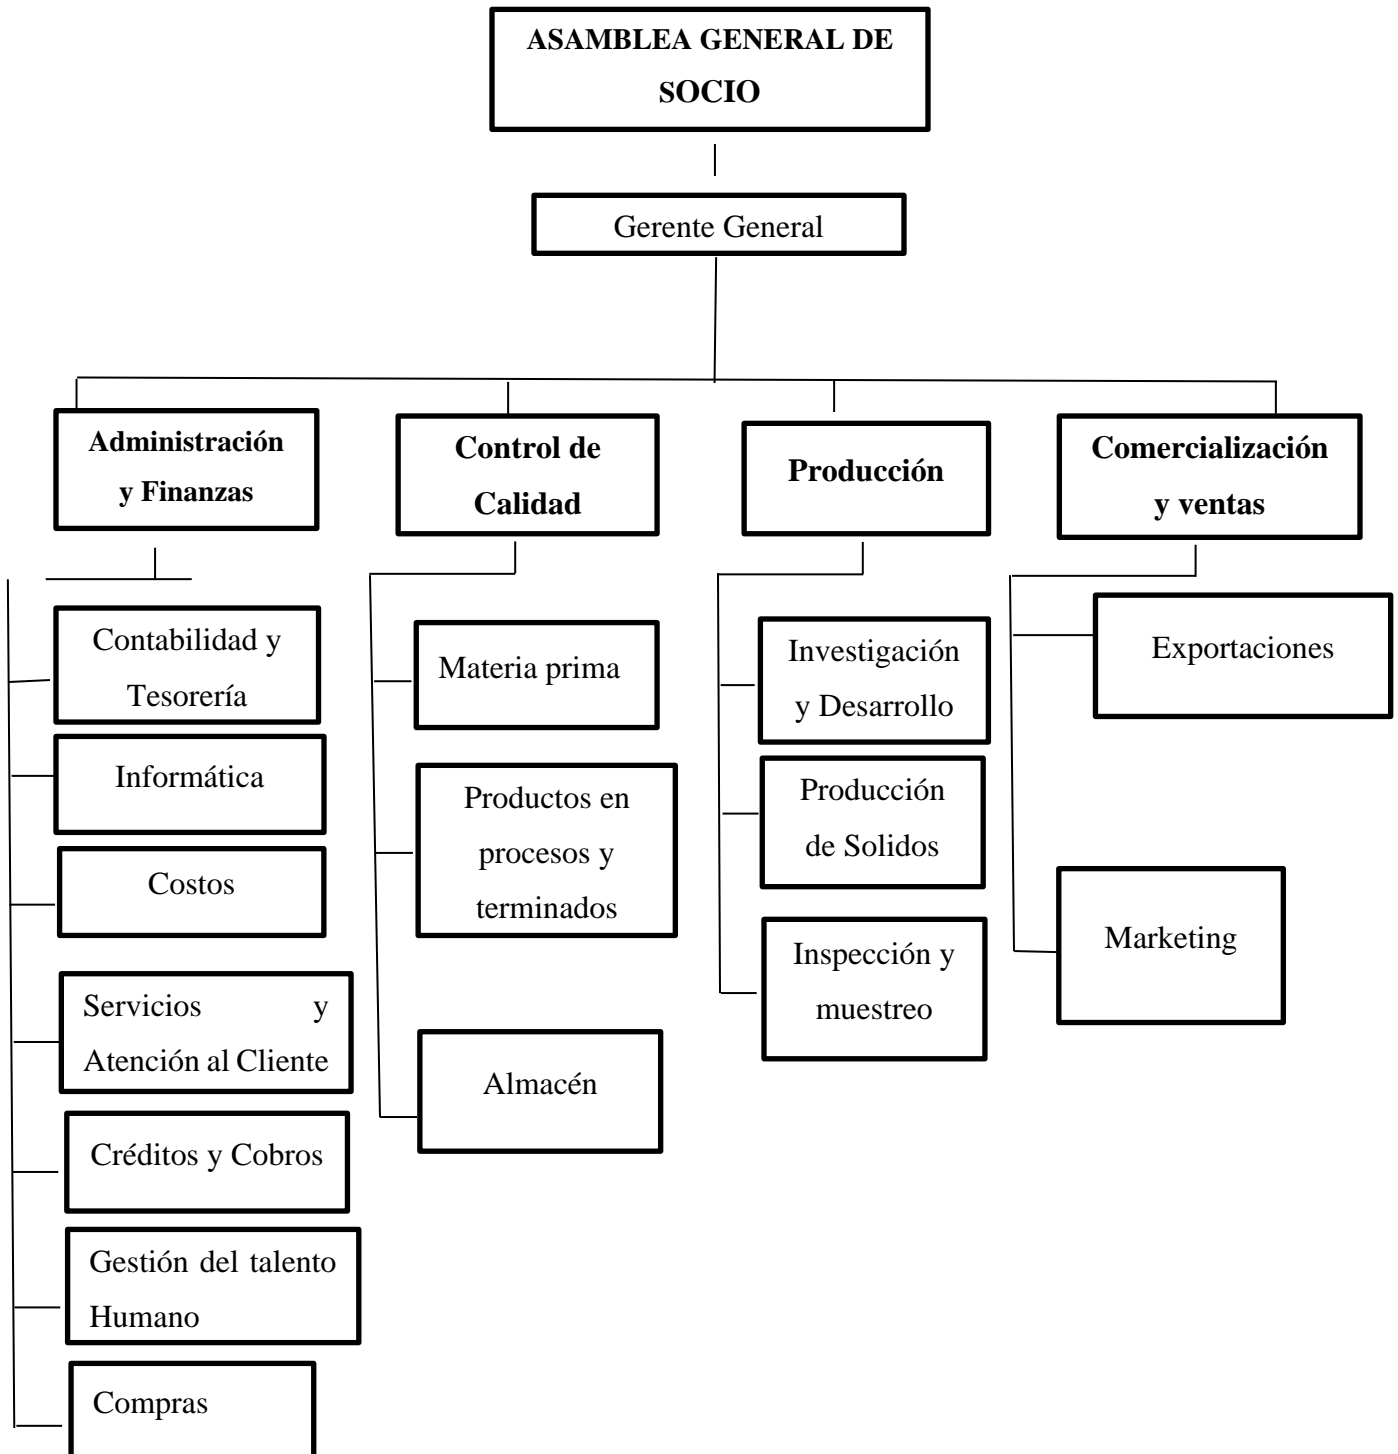 ASAMBLEA GENERAL DE
SOCIO
Gerente General
Administración
y Finanzas
Control de
Calidad
Producción
Comercialización
y ventas
Contabilidad y
Tesorería
Informática
Costos
Servicios y
Atención al Cliente
Créditos y Cobros
Gestión del talento
Humano
Compras
Materia prima
Productos en
procesos y
terminados
Almacén
Investigación
y Desarrollo
Producción
de Solidos
Inspección y
muestreo
Exportaciones
Marketing